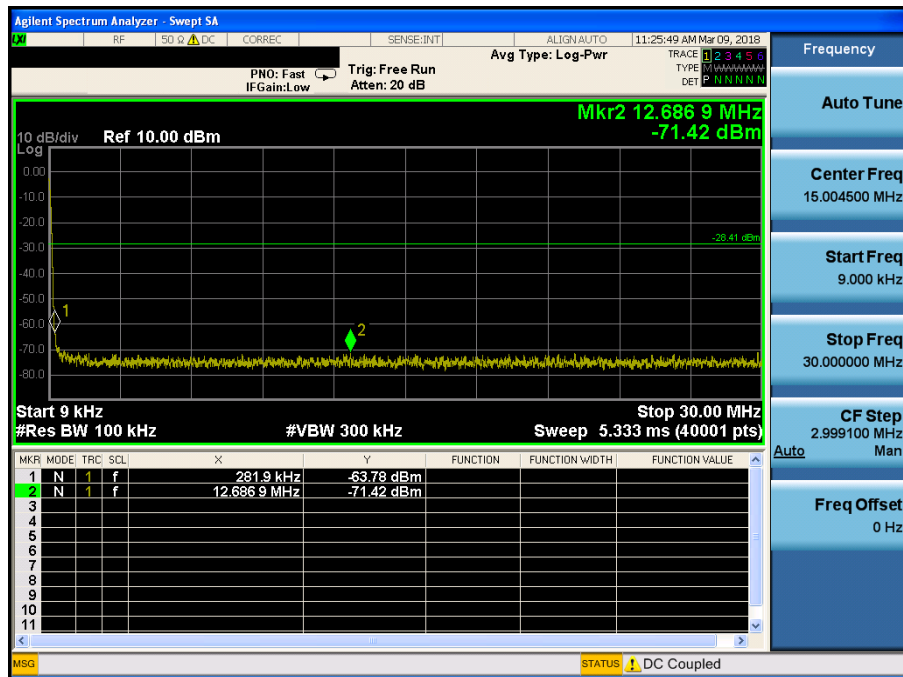 Agilent Spectrum Analyzer - Swept SA
LXI RF 50 Ω DC CORREC SENSE:INT ALIGN AUTO 11:25:49 AM Mar 09, 2018
Frequency
Avg Type: Log-Pwr
TRACE 1 2 3 4 5 6
TYPE M W W W W W
DET P N N N N N
PNO: Fast Trig: Free Run
IFGain:Low Atten: 20 dB
Auto Tune
Mkr2 12.686 9 MHz
-71.42 dBm
10 dB/div Ref 10.00 dBm
Log
0.00
-10.0
-20.0
-30.0
-40.0
-50.0
-60.0
-70.0
-80.0
-28.41 dBm
1
2
Center Freq
15.004500 MHz
Start Freq
9.000 kHz
Stop Freq
30.000000 MHz
CF Step
2.999100 MHz
Auto Man
Freq Offset
0 Hz
Start 9 kHz Stop 30.00 MHz
#Res BW 100 kHz #VBW 300 kHz Sweep 5.333 ms (40001 pts)
MKR MODE TRC SCL X Y FUNCTION FUNCTION WIDTH FUNCTION VALUE
1 N 1 f 281.9 kHz -63.78 dBm
2 N 1 f 12.686 9 MHz -71.42 dBm
3
4
5
6
7
8
9
10
11
MSG STATUS DC Coupled